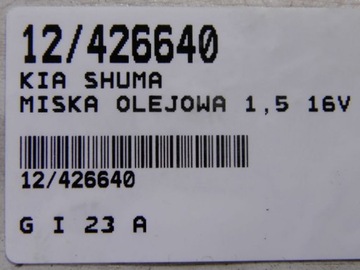 12/426640
KIA SHUMA
MISKA OLEJOWA 1,5 16V
12/426640
G I 23 A